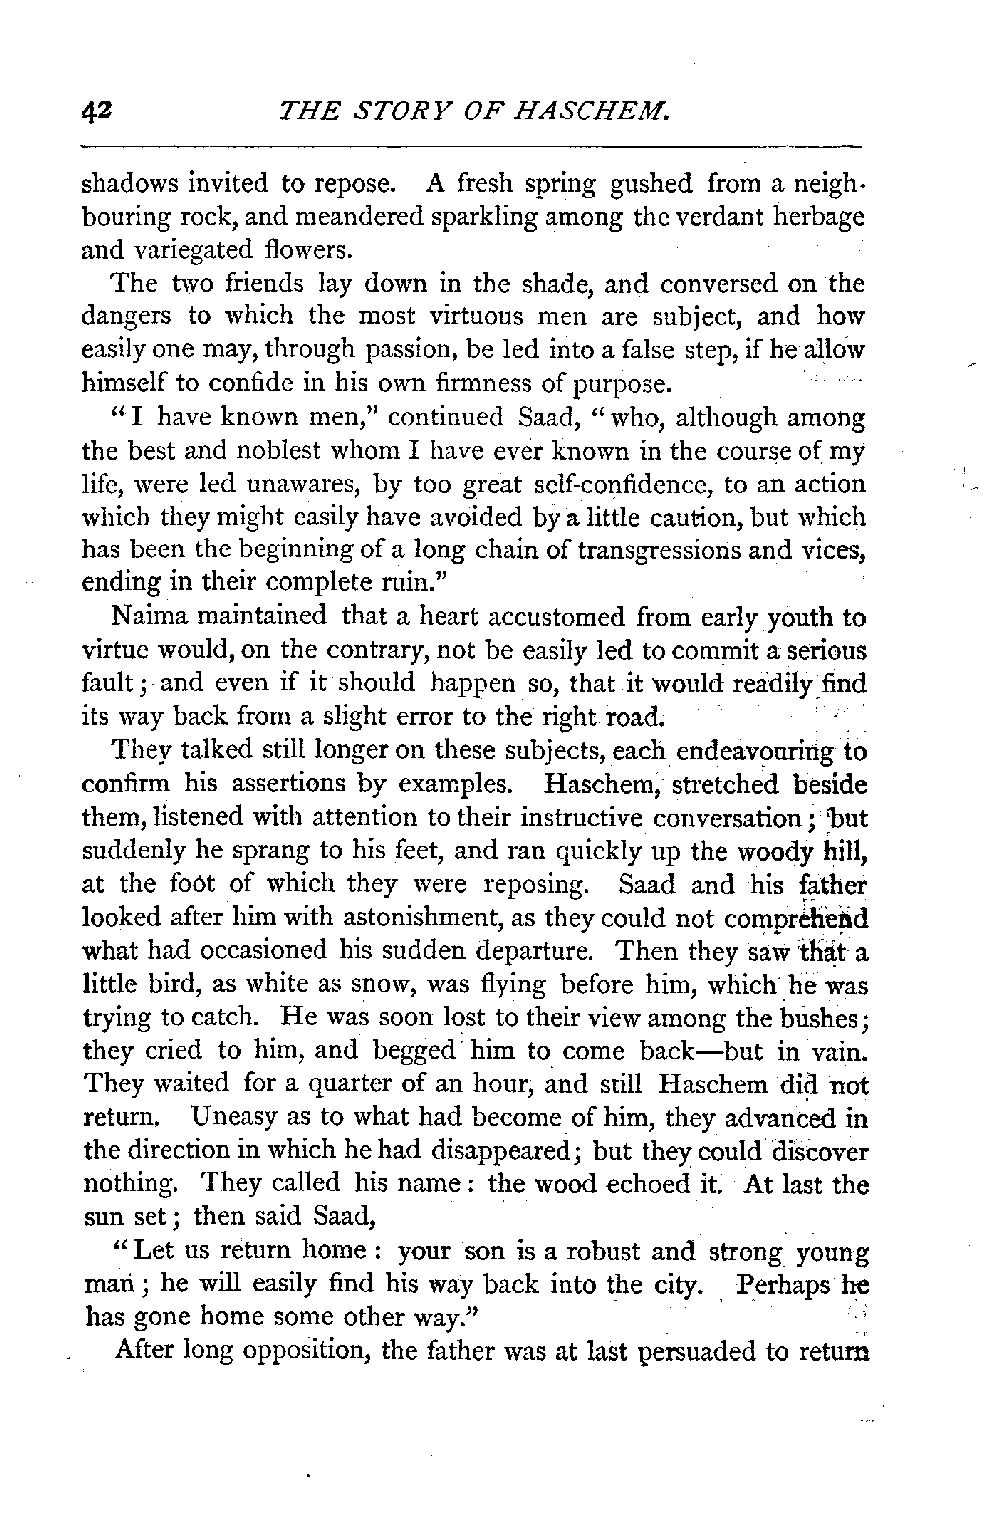 42 THE STORY OF HASCHEM.
shadows invited to repose. A fresh spring gushed from a neigh-
bouring rock, and meandered sparkling among the verdant herbage
and variegated flowers.
The two friends lay down in the shade, and conversed on the
dangers to which the most virtuous men are subject, and how
easily one may, through passion, be led into a false step, if he allow
himself to confide in his own firmness of purpose.
"I have known men," continued Saad, "who, although among
the best and noblest whom I have ever known in the course of my
life, were led unawares, by too great self-confidence, to an action
which they might easily have avoided by a little caution, but which
has been the beginning of a long chain of transgressions and vices,
ending in their complete ruin."
Naima maintained that a heart accustomed from early youth to
virtue would, on the contrary, not be easily led to commit a serious
fault; and even if it should happen so, that it would readily find
its way back from a slight error to the right road.
They talked still longer on these subjects, each endeavouring to
confirm his assertions by examples. Haschem, stretched beside
them, listened with attention to their instructive conversation; but
suddenly he sprang to his feet, and ran quickly up the woody hill,
at the foot of which they were reposing. Saad and his father
looked after him with astonishment, as they could not comprehend
what had occasioned his sudden departure. Then they saw that a
little bird, as white as snow, was flying before him, which he was
trying to catch. He was soon lost to their view among the bushes;
they cried to him, and begged him to come back—but in vain.
They waited for a quarter of an hour, and still Haschem did not
return. Uneasy as to what had become of him, they advanced in
the direction in which he had disappeared; but they could discover
nothing. They called his name: the wood echoed it. At last the
sun set; then said Saad,
"Let us return home: your son is a robust and strong young
man; he will easily find his way back into the city. Perhaps he
has gone home some other way."
After long opposition, the father was at last persuaded to return